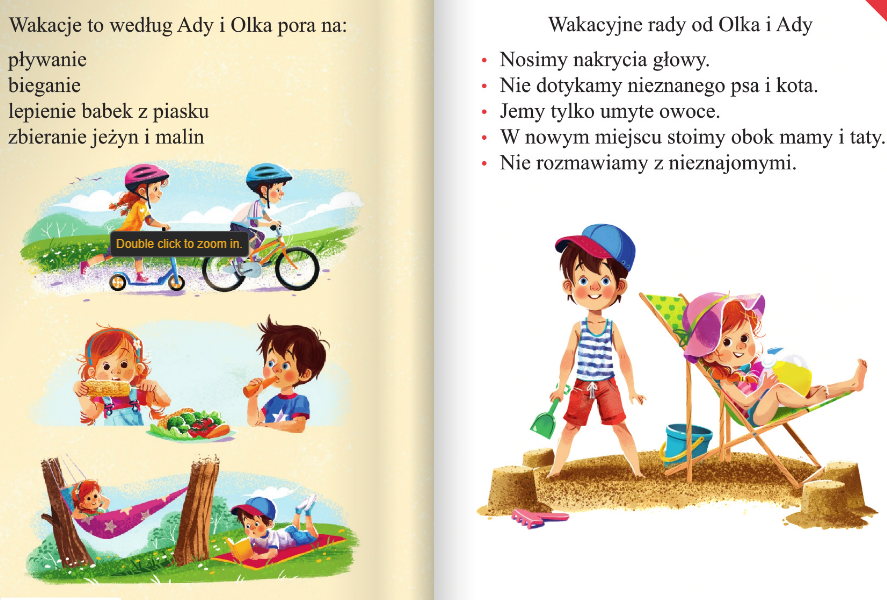 Wakacje to według Ady i Olka pora na:
pływanie
bieganie
lepienie babek z piasku
zbieranie jeżyn i malin
Double click to zoom in.
Wakacyjne rady od Olka i Ady
• Nosimy nakrycia głowy.
• Nie dotykamy nieznanego psa i kota.
• Jemy tylko umyte owoce.
• W nowym miejscu stoimy obok mamy i taty.
• Nie rozmawiamy z nieznajomymi.